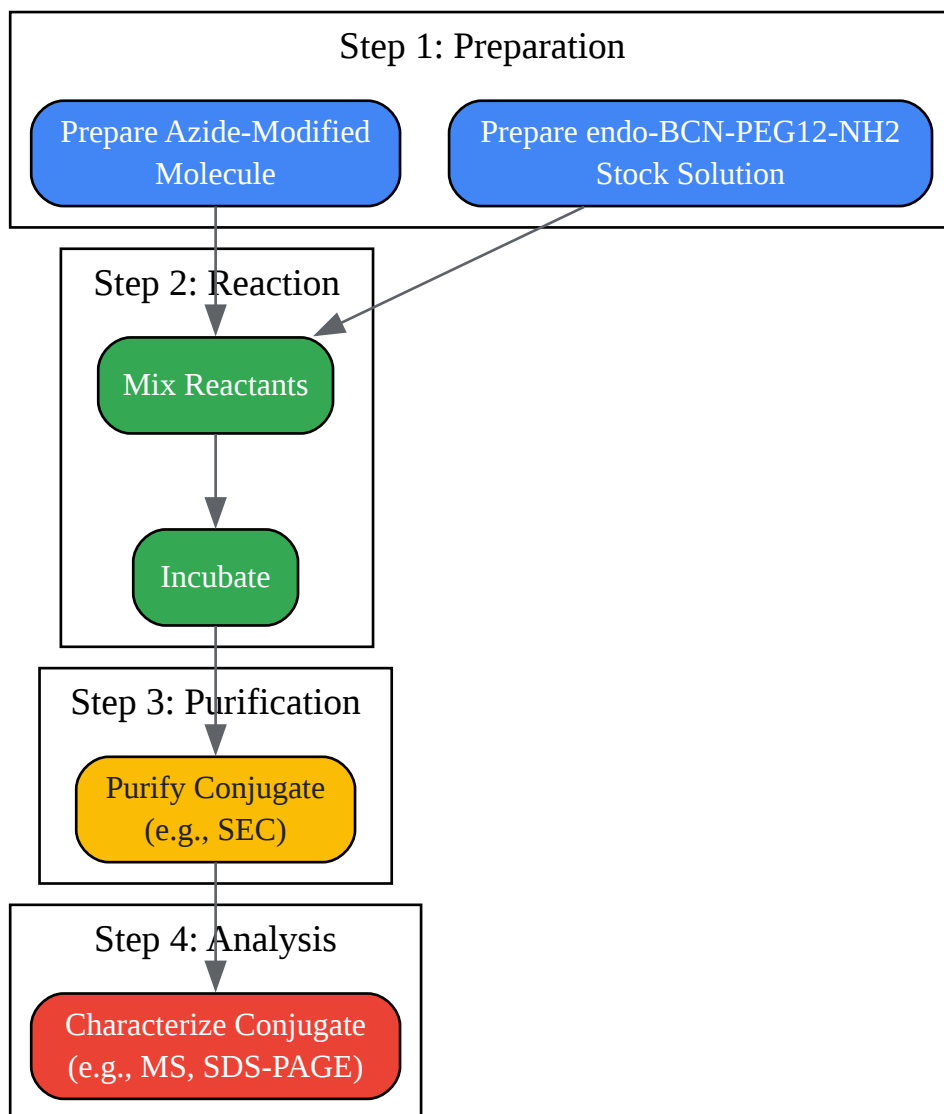 Step 1: Preparation
Prepare Azide-Modified
Molecule
Prepare endo-BCN-PEG12-NH2
Stock Solution
Step 2: Reaction
Mix Reactants
Incubate
Step 3: Purification
Purify Conjugate
(e.g., SEC)
Step 4: Analysis
Characterize Conjugate
(e.g., MS, SDS-PAGE)